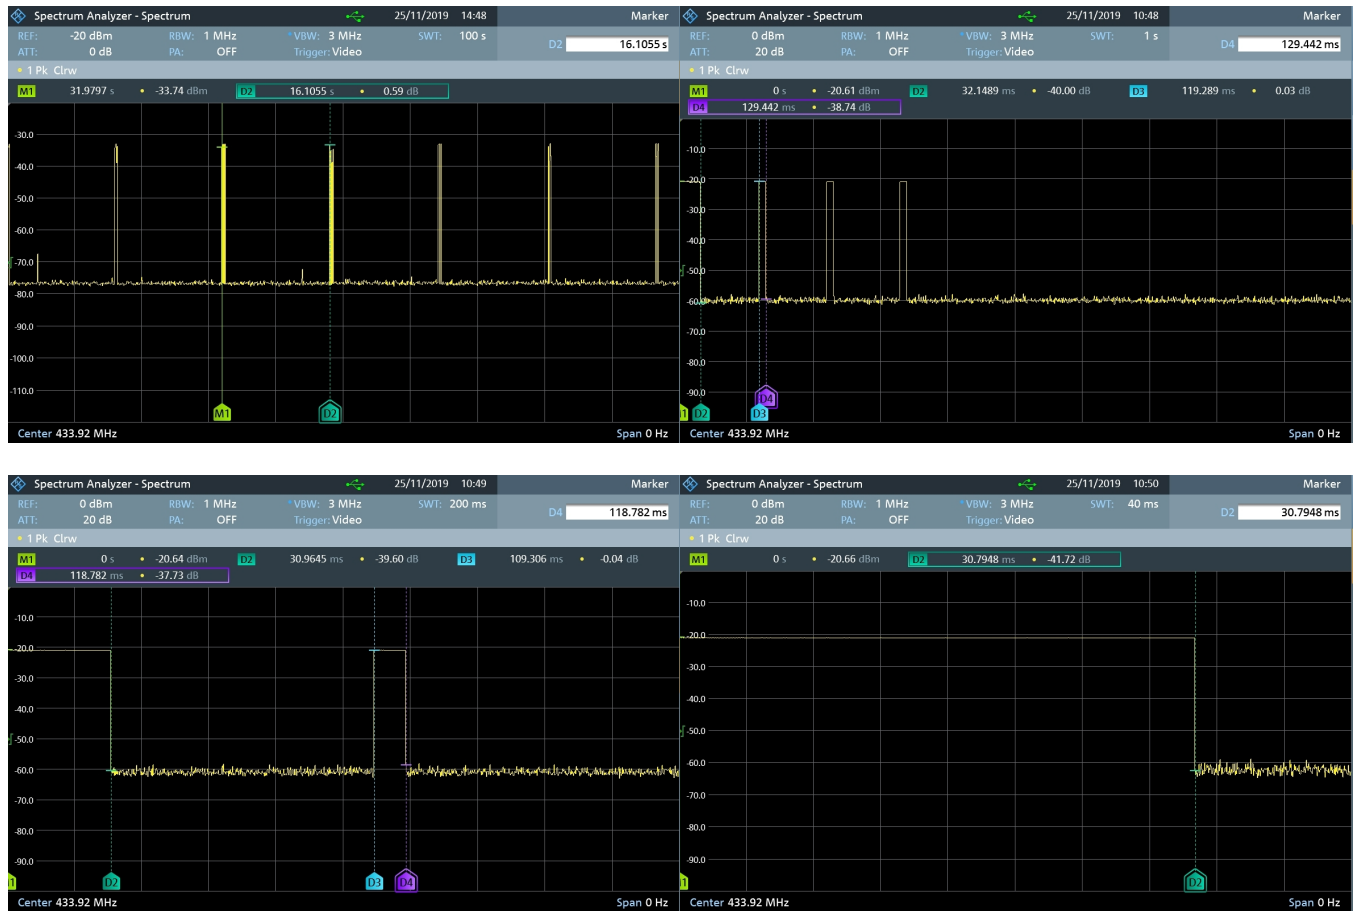 Spectrum Analyzer - Spectrum 25/11/2019 14:48 Marker
REF: -20 dBm RBW: 1 MHz *VBW: 3 MHz SWT: 100 s
ATT: 0 dB PA: OFF Trigger: Video
D2 16.1055 s
1 Pk Clrw
M1 31.9797 s • -33.74 dBm D2 16.1055 s • 0.59 dB
-30.0
-40.0
-50.0
-60.0
-70.0
-80.0
-90.0
-100.0
-110.0
M1 D2
Center 433.92 MHz Span 0 Hz
Spectrum Analyzer - Spectrum 25/11/2019 10:48 Marker
REF: 0 dBm RBW: 1 MHz *VBW: 3 MHz SWT: 1 s
ATT: 20 dB PA: OFF Trigger: Video
D4 129.442 ms
1 Pk Clrw
M1 0 s • -20.61 dBm D2 32.1489 ms • -40.00 dB D3 119.289 ms • 0.03 dB
D4 129.442 ms • -38.74 dB
-10.0
-20.0
-30.0
-40.0
-50.0
-60.0
-70.0
-80.0
-90.0
1 D2 D3 D4
Center 433.92 MHz Span 0 Hz
Spectrum Analyzer - Spectrum 25/11/2019 10:49 Marker
REF: 0 dBm RBW: 1 MHz *VBW: 3 MHz SWT: 200 ms
ATT: 20 dB PA: OFF Trigger: Video
D4 118.782 ms
1 Pk Clrw
M1 0 s • -20.64 dBm D2 30.9645 ms • -39.60 dB D3 109.306 ms • -0.04 dB
D4 118.782 ms • -37.73 dB
-10.0
-20.0
-30.0
-40.0
-50.0
-60.0
-70.0
-80.0
-90.0
1 D2 D3 D4
Center 433.92 MHz Span 0 Hz
Spectrum Analyzer - Spectrum 25/11/2019 10:50 Marker
REF: 0 dBm RBW: 1 MHz *VBW: 3 MHz SWT: 40 ms
ATT: 20 dB PA: OFF Trigger: Video
D2 30.7948 ms
1 Pk Clrw
M1 0 s • -20.66 dBm D2 30.7948 ms • -41.72 dB
-10.0
-20.0
-30.0
-40.0
-50.0
-60.0
-70.0
-80.0
-90.0
1 D2
Center 433.92 MHz Span 0 Hz